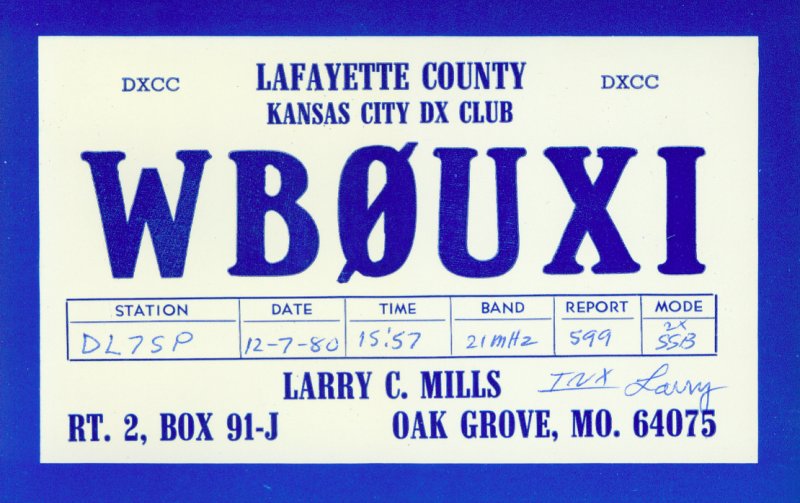 DXCC LAFAYETTE COUNTY DXCC
KANSAS CITY DX CLUB
WBØUXI
STATION DATE TIME BAND REPORT MODE
DL7SP 12-7-80 15:57 21mHz 599 2X SSB
LARRY C. MILLS TNX Larry
RT. 2, BOX 91-J OAK GROVE, MO. 64075